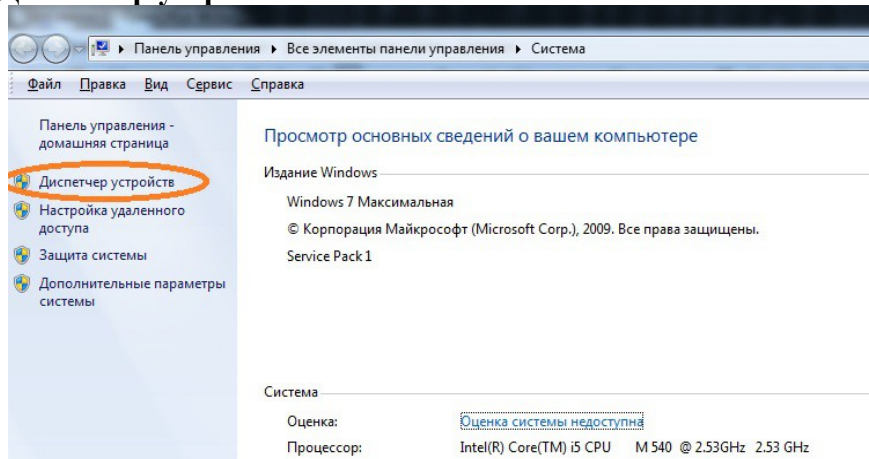 Панель управления ▸ Все элементы панели управления ▸ Система
Файл Правка Вид Сервис Справка
Панель управления -
домашняя страница
Диспетчер устройств
Настройка удаленного
доступа
Защита системы
Дополнительные параметры
системы
Просмотр основных сведений о вашем компьютере
Издание Windows
Windows 7 Максимальная
© Корпорация Майкрософт (Microsoft Corp.), 2009. Все права защищены.
Service Pack 1
Система
Оценка: Оценка системы недоступна
Процессор: Intel(R) Core(TM) i5 CPU M 540 @ 2.53GHz 2.53 GHz